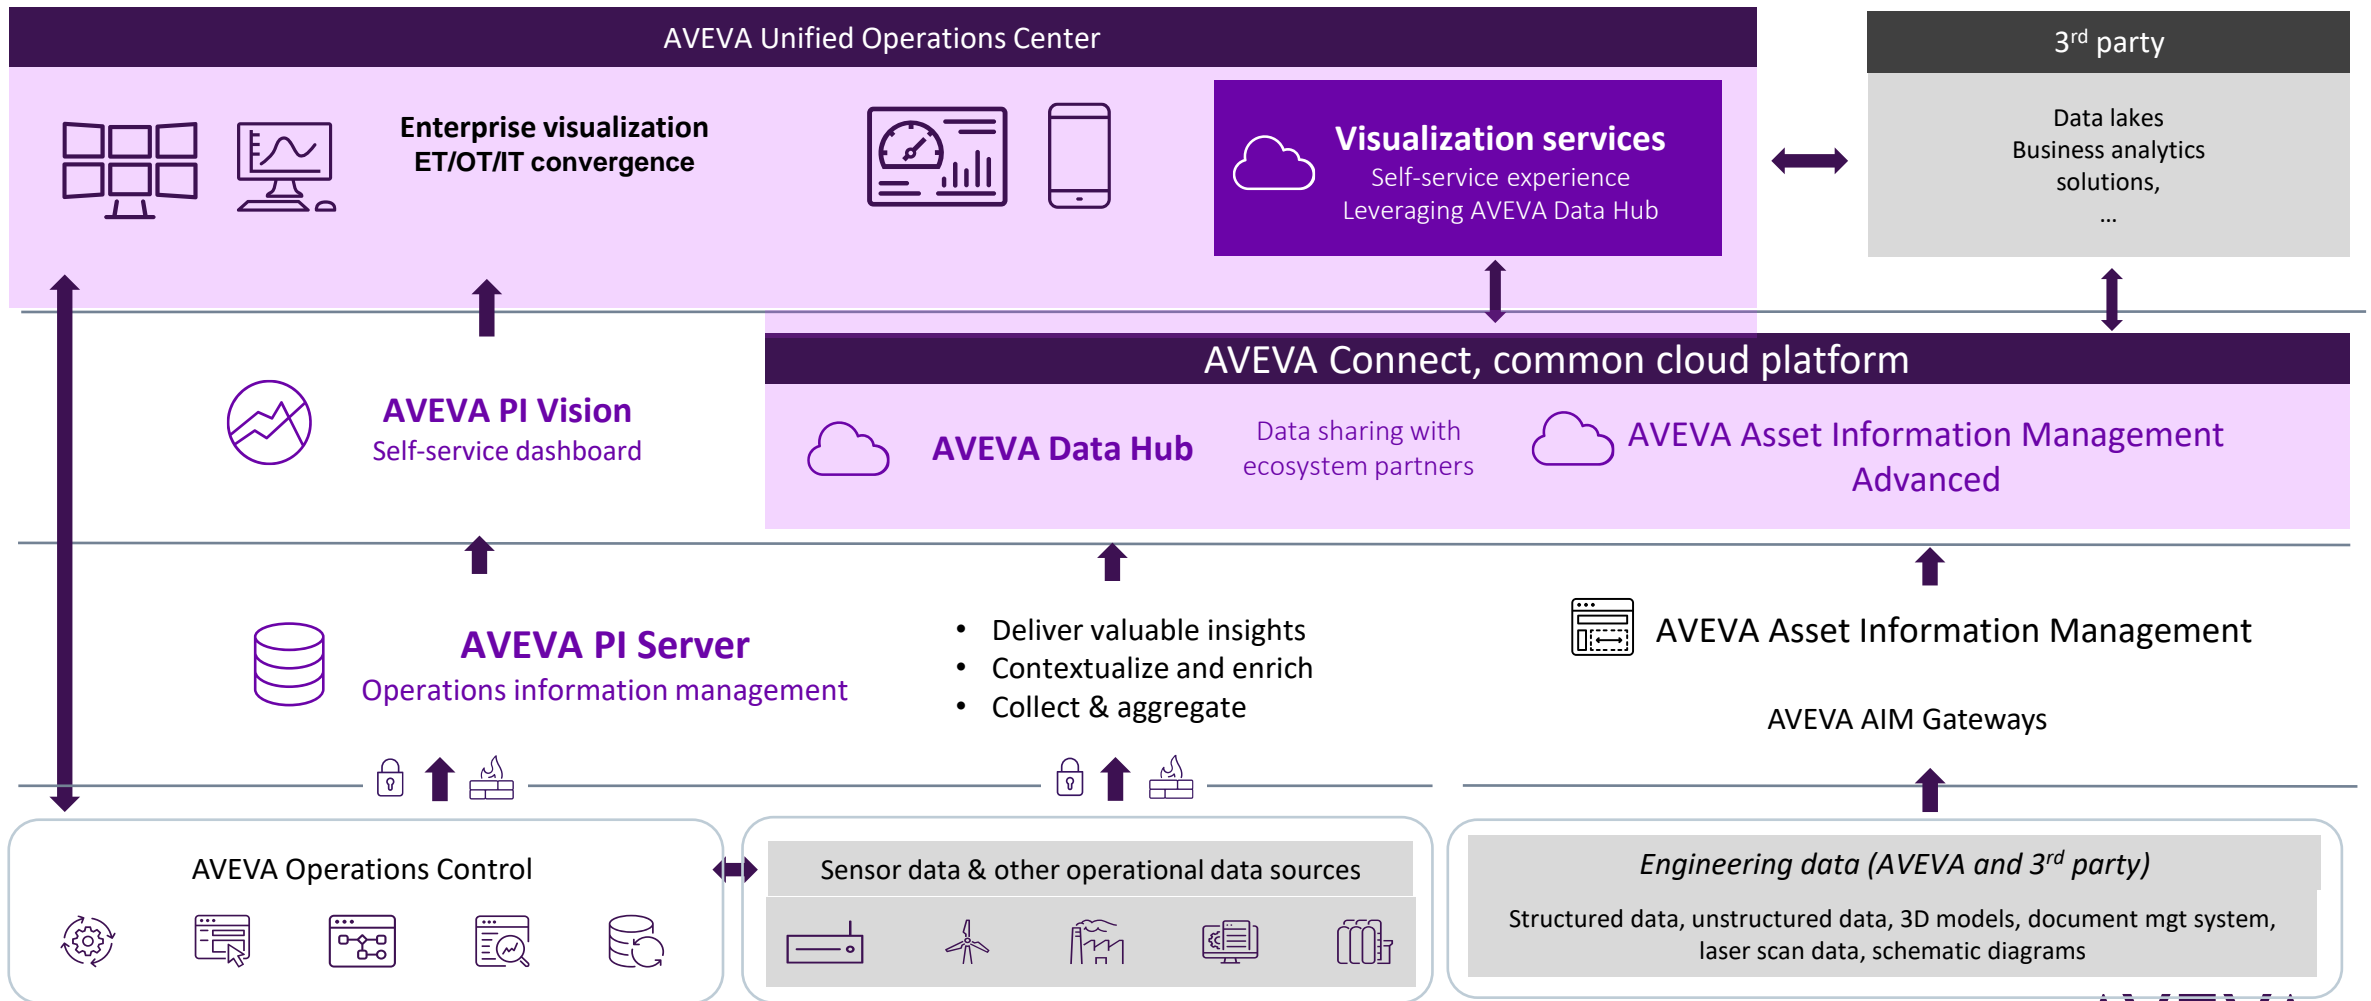 AVEVA Unified Operations Center
3rd party
Enterprise visualization
ET/OT/IT convergence
Visualization services
Self-service experience
Leveraging AVEVA Data Hub
Data lakes
Business analytics
solutions,
...
AVEVA Connect, common cloud platform
AVEVA PI Vision
Self-service dashboard
AVEVA Data Hub
Data sharing with
ecosystem partners
AVEVA Asset Information Management
Advanced
AVEVA PI Server
Operations information management
• Deliver valuable insights
• Contextualize and enrich
• Collect & aggregate
AVEVA Asset Information Management
AVEVA AIM Gateways
AVEVA Operations Control
Sensor data & other operational data sources
Engineering data (AVEVA and 3rd party)
Structured data, unstructured data, 3D models, document mgt system,
laser scan data, schematic diagrams
AVEVA